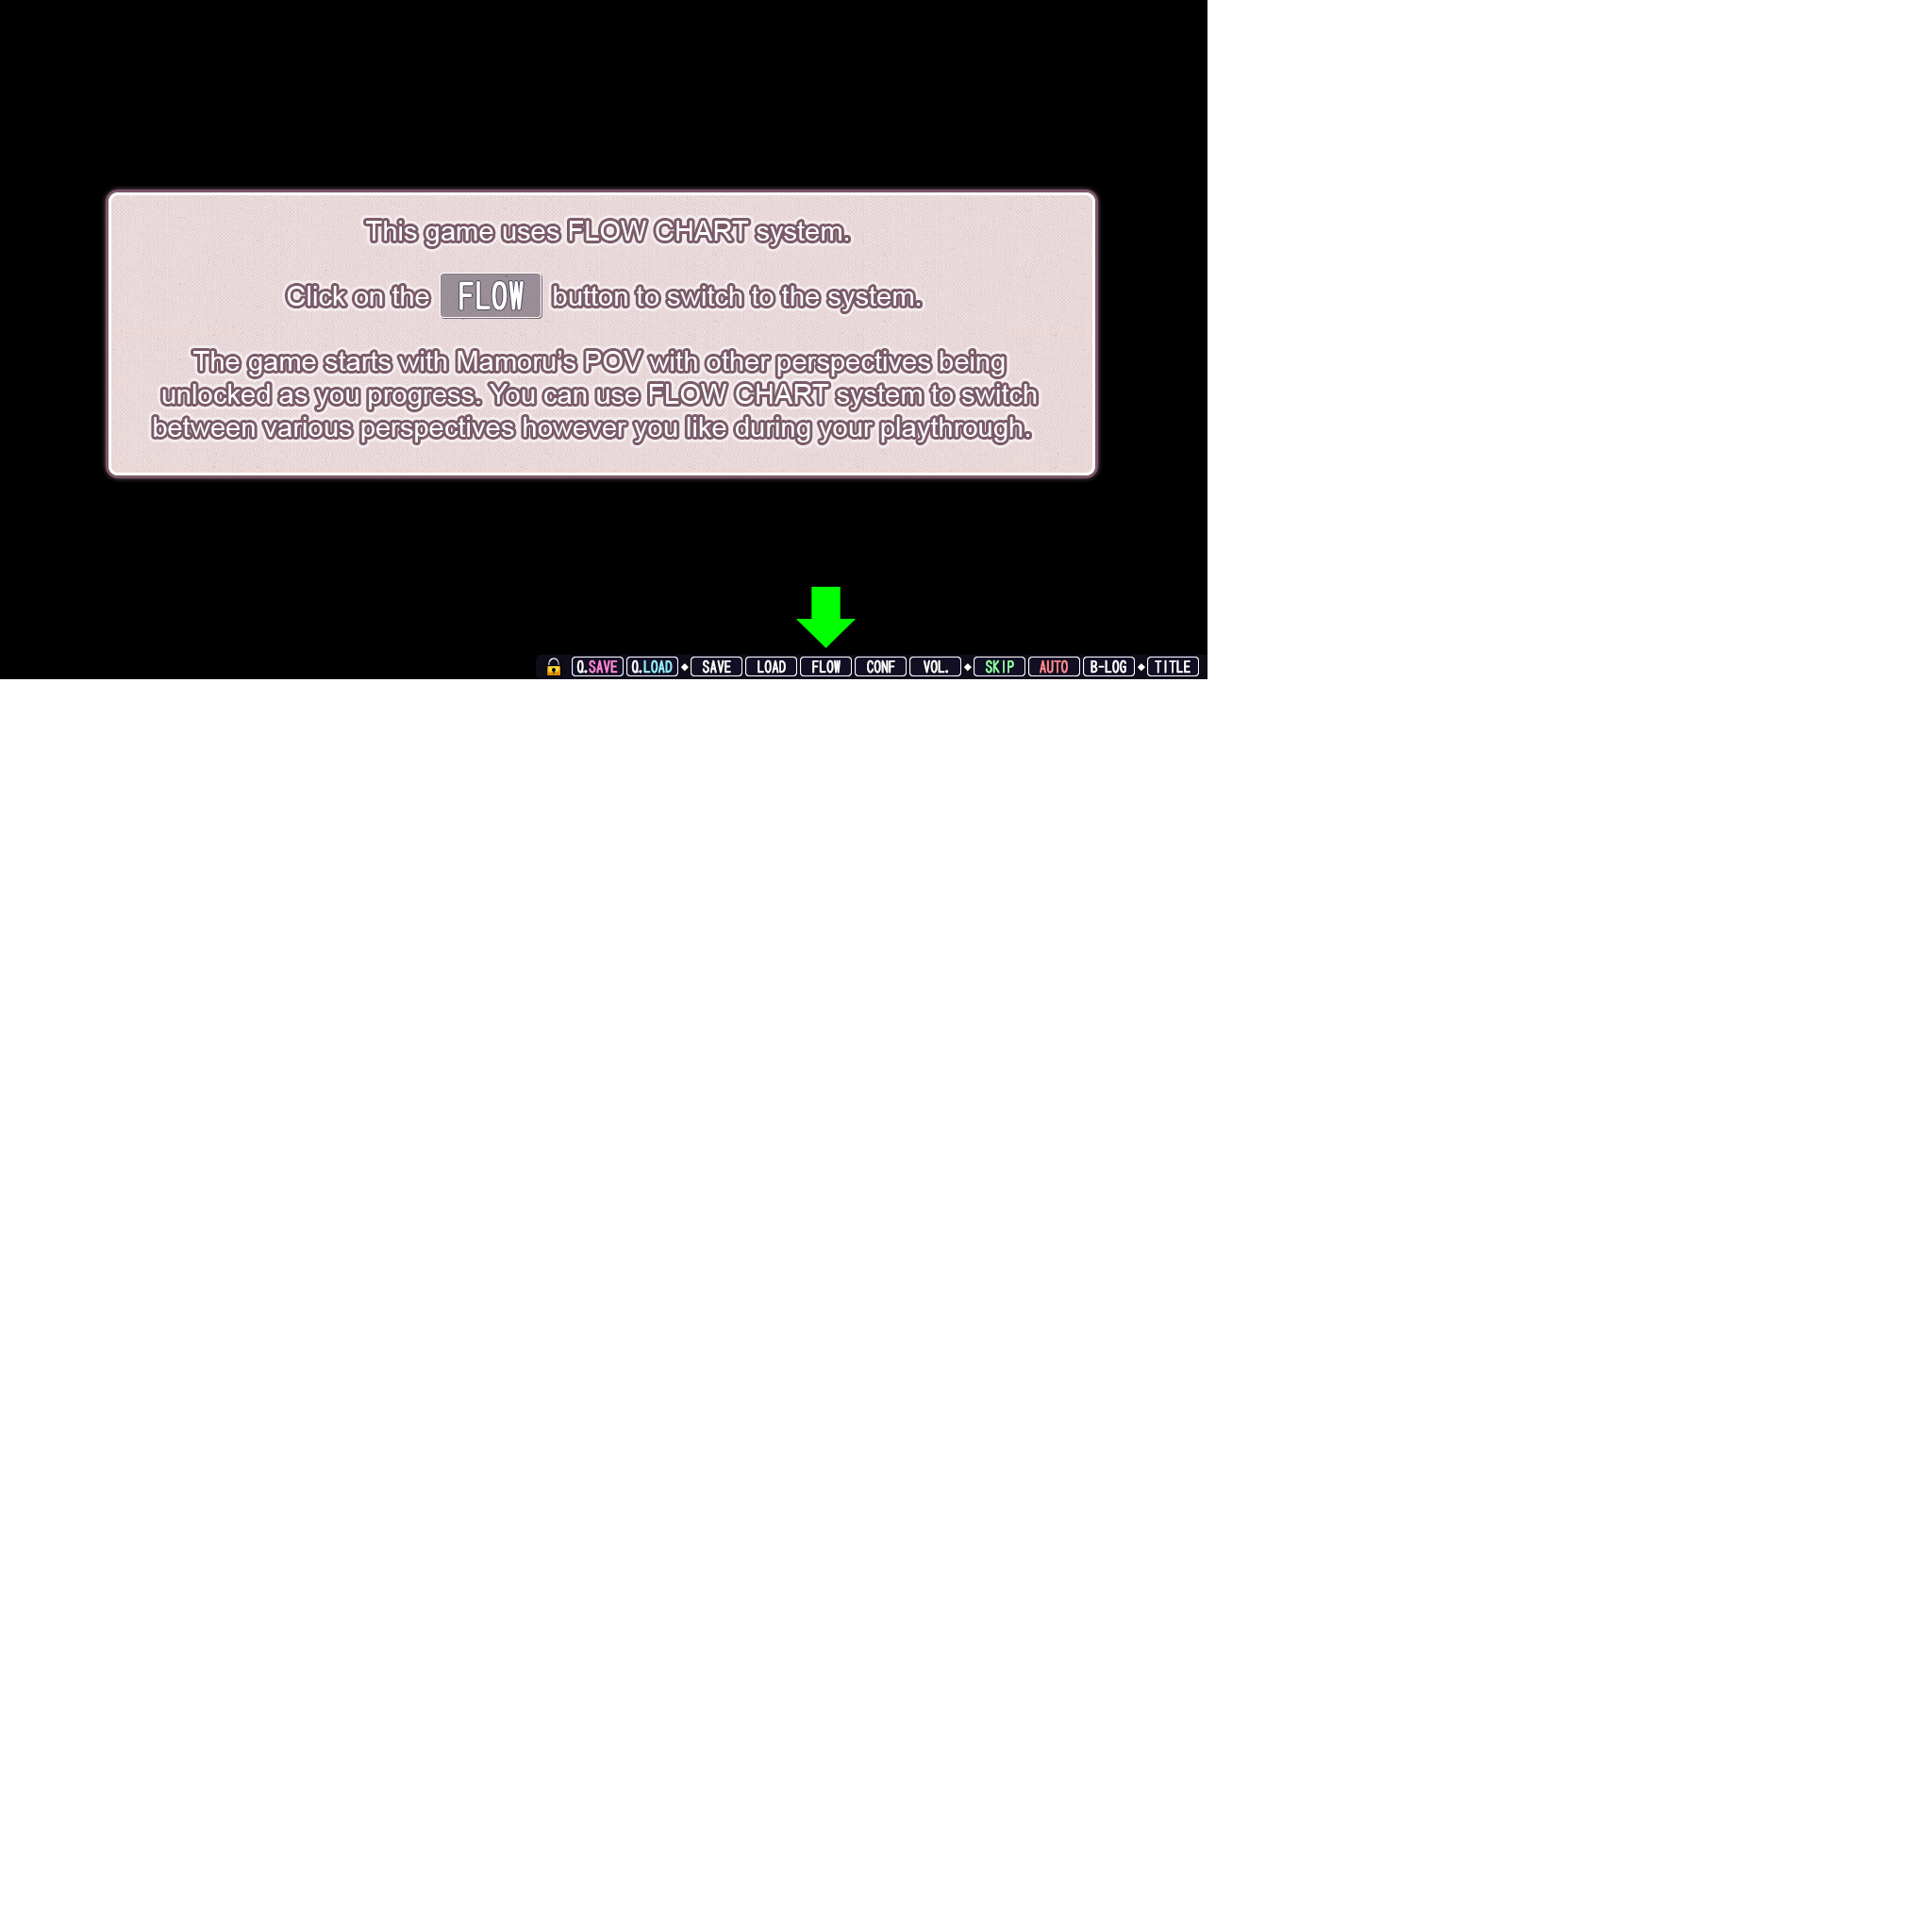 This game uses FLOW CHART system.
Click on the FLOW button to switch to the system.
The game starts with Mamoru's POV with other perspectives being
unlocked as you progress. You can use FLOW CHART system to switch
between various perspectives however you like during your playthrough.
Q.SAVE Q.LOAD SAVE LOAD FLOW CONF VOL. SKIP AUTO B-LOG TITLE